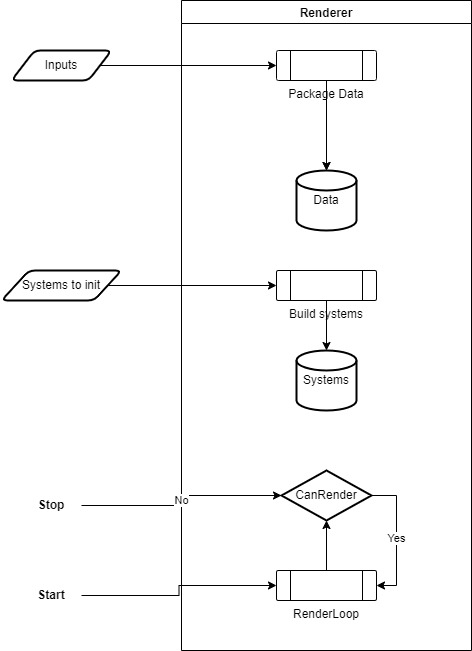 Renderer
Inputs
Package Data
Data
Systems to init
Build systems
Systems
CanRender
No
Stop
Yes
Start
RenderLoop